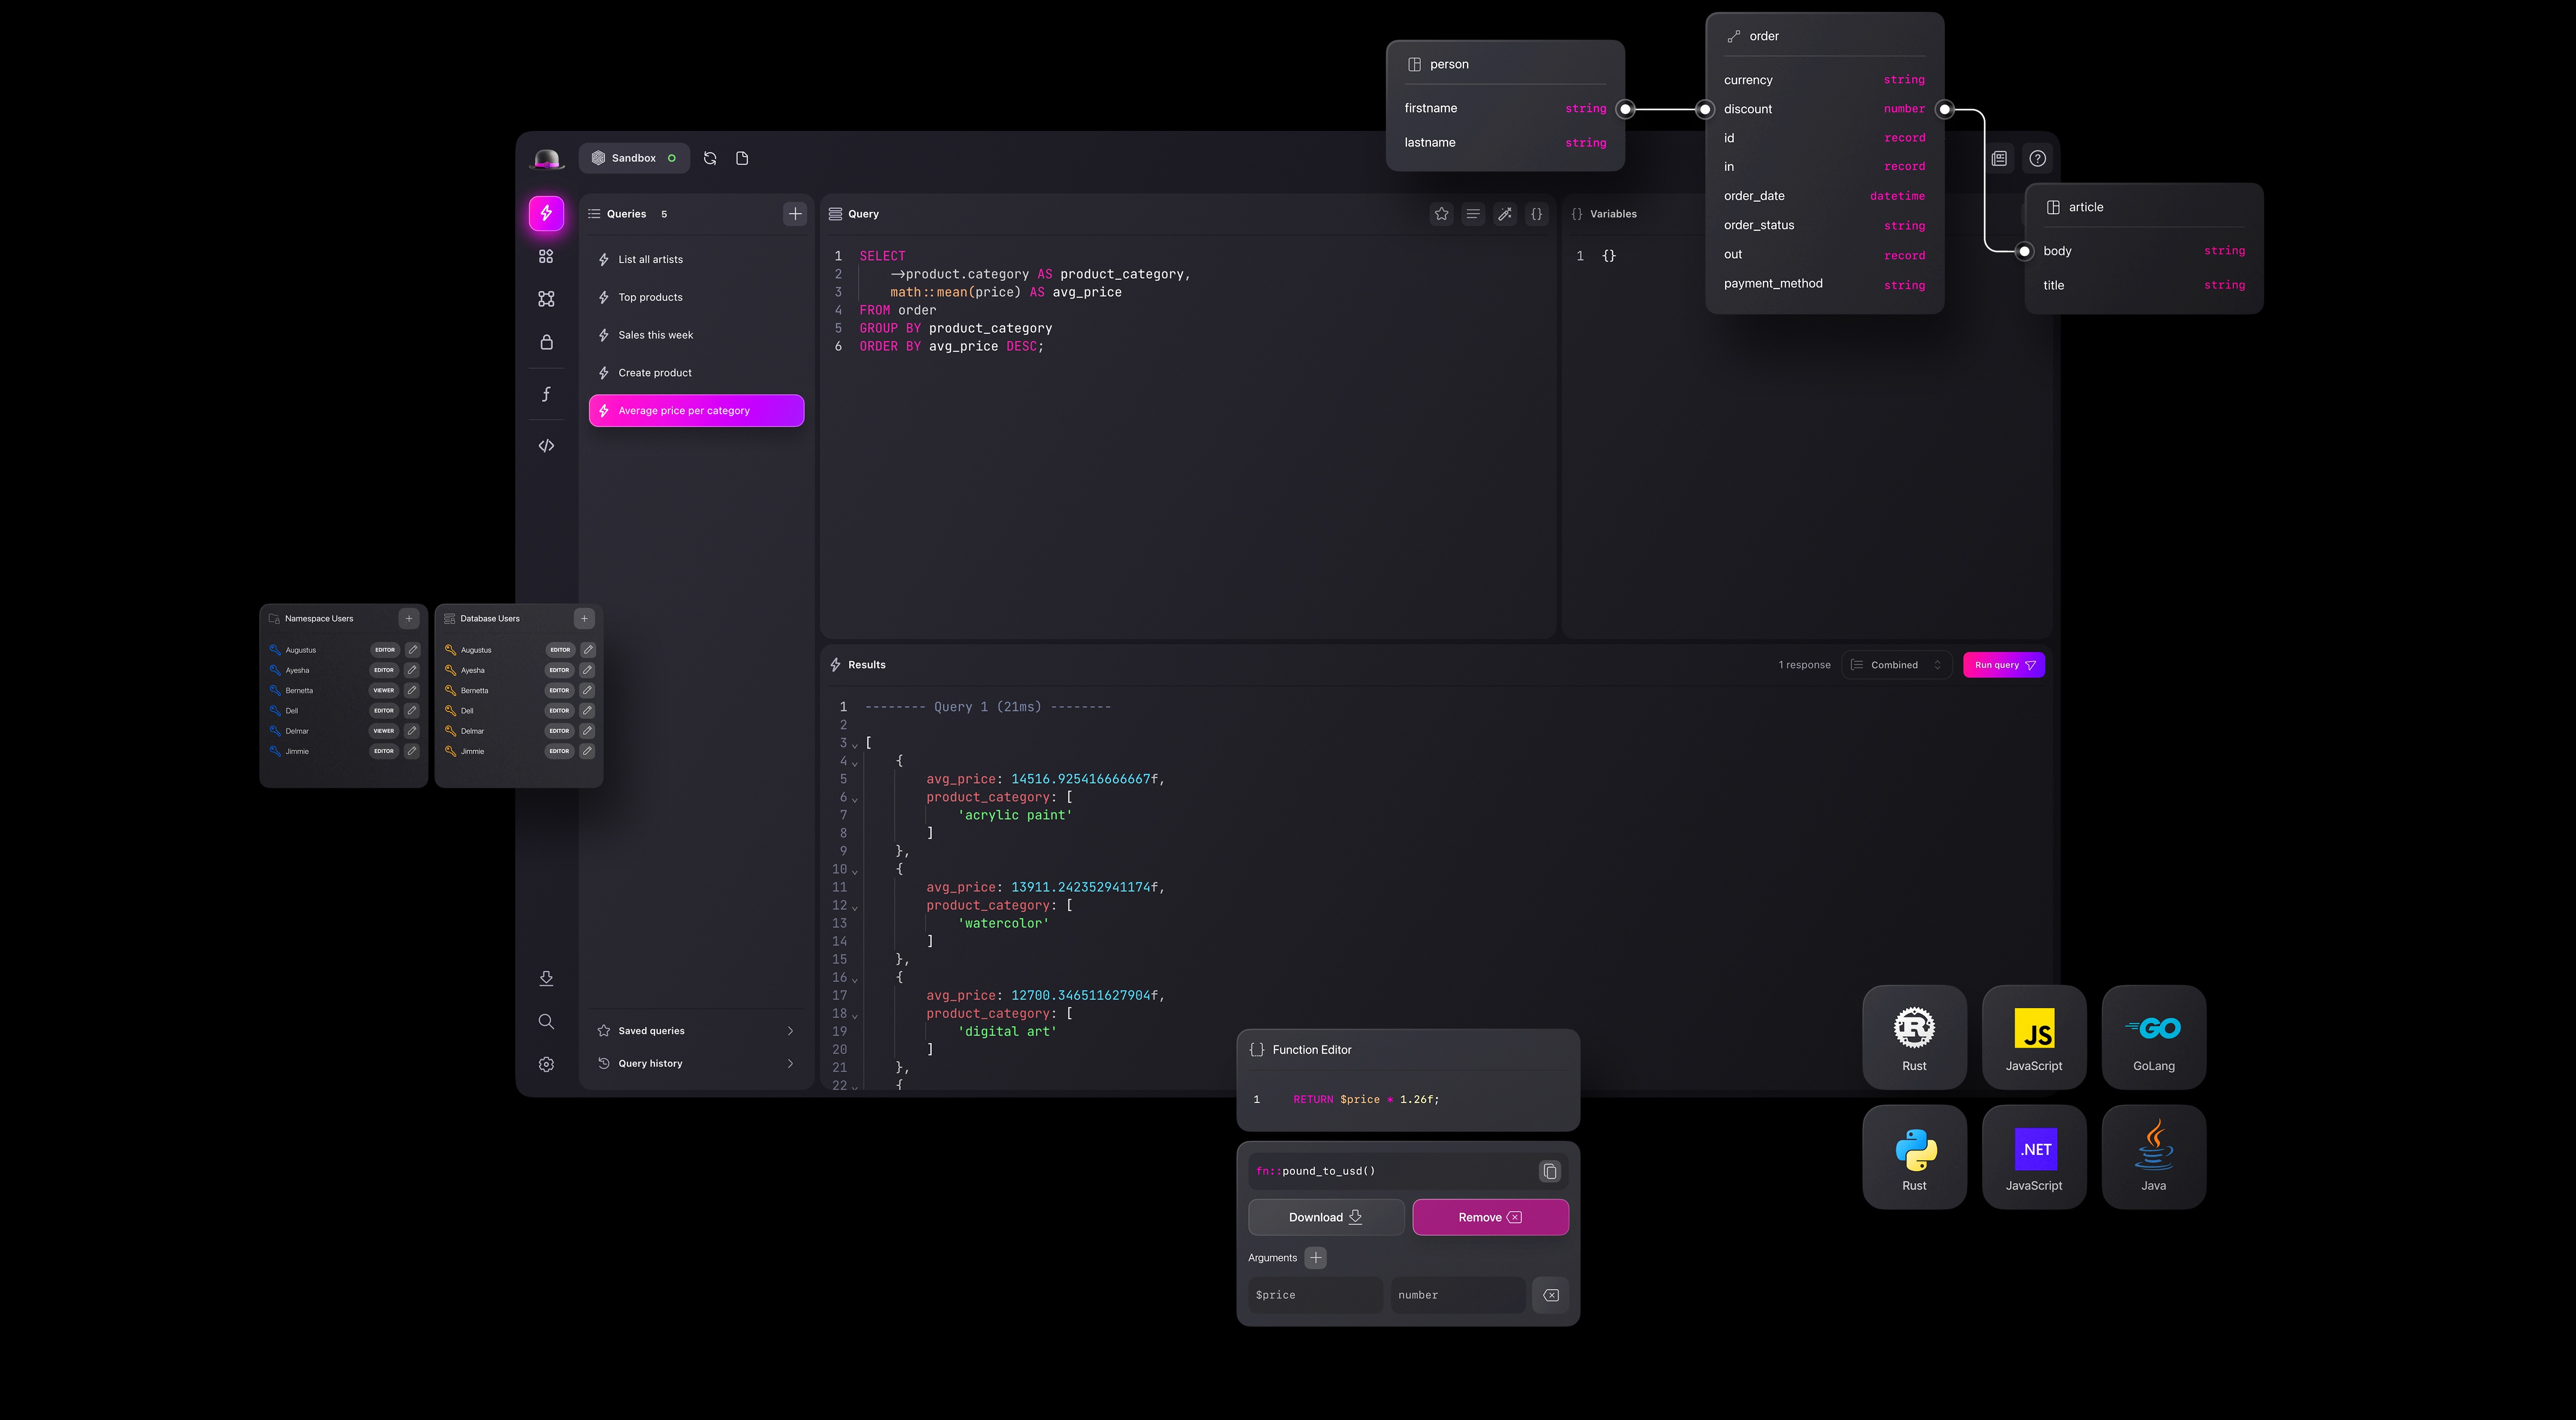 person
firstname string
lastname string
order
currency string
discount number
id record
in record
order_date datetime
order_status string
out record
payment_method string
article
body string
title string
Sandbox
Queries 5
List all artists
Top products
Sales this week
Create product
Average price per category
Saved queries
Query history
Query
1 SELECT
2 ->product.category AS product_category,
3 math::mean(price) AS avg_price
4 FROM order
5 GROUP BY product_category
6 ORDER BY avg_price DESC;
{} Variables
1 {}
Namespace Users
Augustus EDITOR
Ayesha EDITOR
Bernetta VIEWER
Dell EDITOR
Delmar VIEWER
Jimmie EDITOR
Database Users
Augustus EDITOR
Ayesha EDITOR
Bernetta EDITOR
Dell EDITOR
Delmar EDITOR
Jimmie EDITOR
Results 1 response Combined Run query
1 -------- Query 1 (21ms) --------
2
3 [
4 {
5 avg_price: 14516.925416666667f,
6 product_category: [
7 'acrylic paint'
8 ]
9 },
10 {
11 avg_price: 13911.242352941174f,
12 product_category: [
13 'watercolor'
14 ]
15 },
16 {
17 avg_price: 12700.346511627904f,
18 product_category: [
19 'digital art'
20 ]
21 },
22 {
{} Function Editor
1 RETURN $price * 1.26f;
fn::pound_to_usd()
Download Remove
Arguments
$price number
R JS GO
Rust JavaScript GoLang
.NET
Rust JavaScript Java